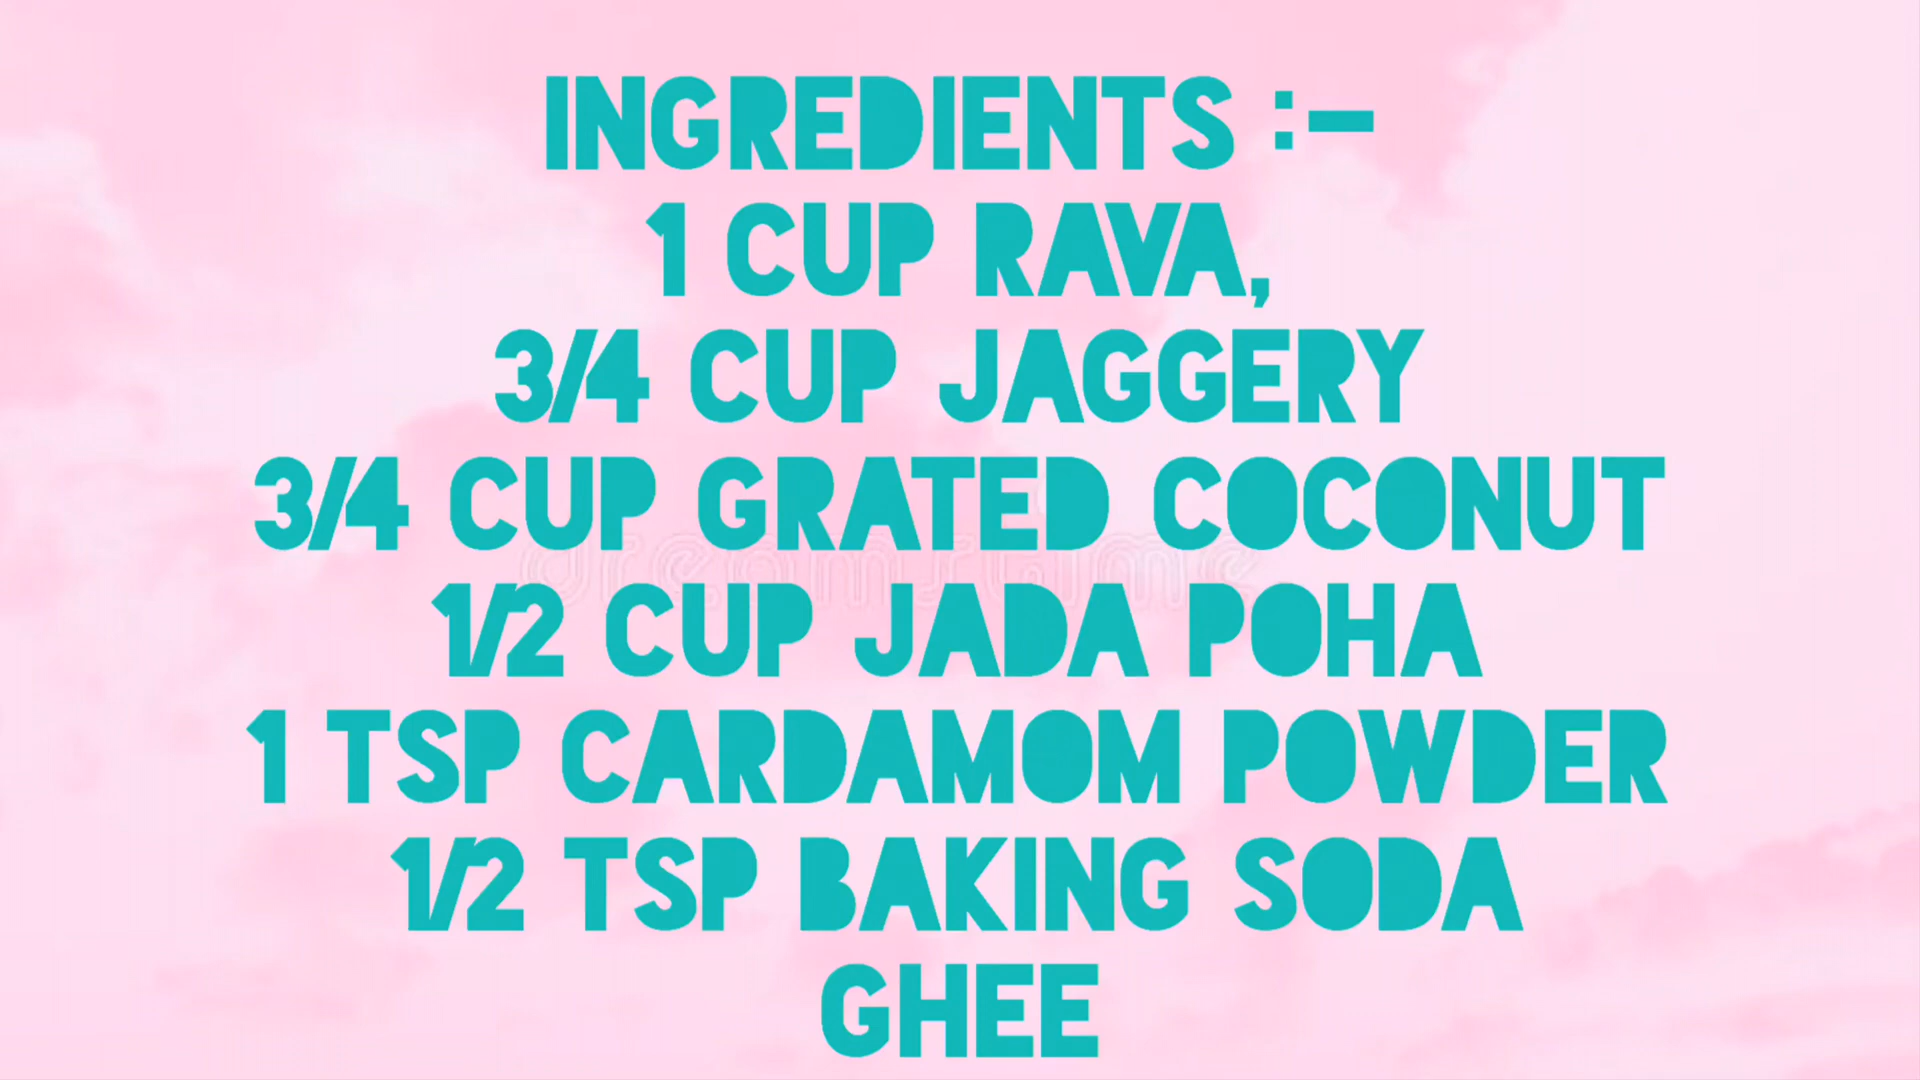 INGREDIENTS :-
1 CUP RAVA,
3/4 CUP JAGGERY
3/4 CUP GRATED COCONUT
dreamstime
1/2 CUP JADA POHA
1 TSP CARDAMOM POWDER
1/2 TSP BAKING SODA
GHEE